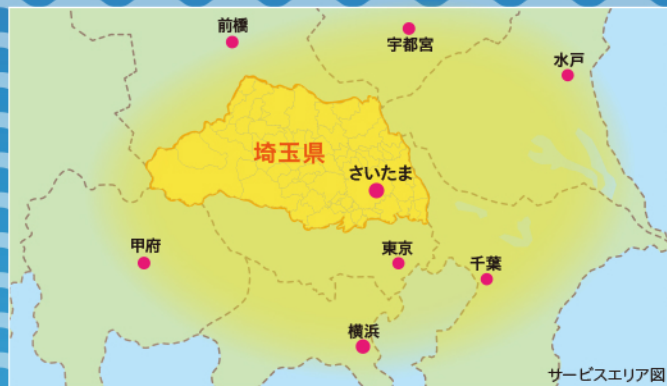 前橋
宇都宮
水戸
埼玉県
さいたま
甲府
東京
千葉
横浜
サービスエリア図